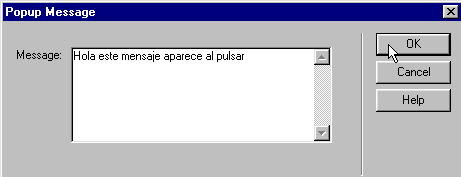 Popup Message
Message:
Hola este mensaje aparece al pulsar
OK
Cancel
Help